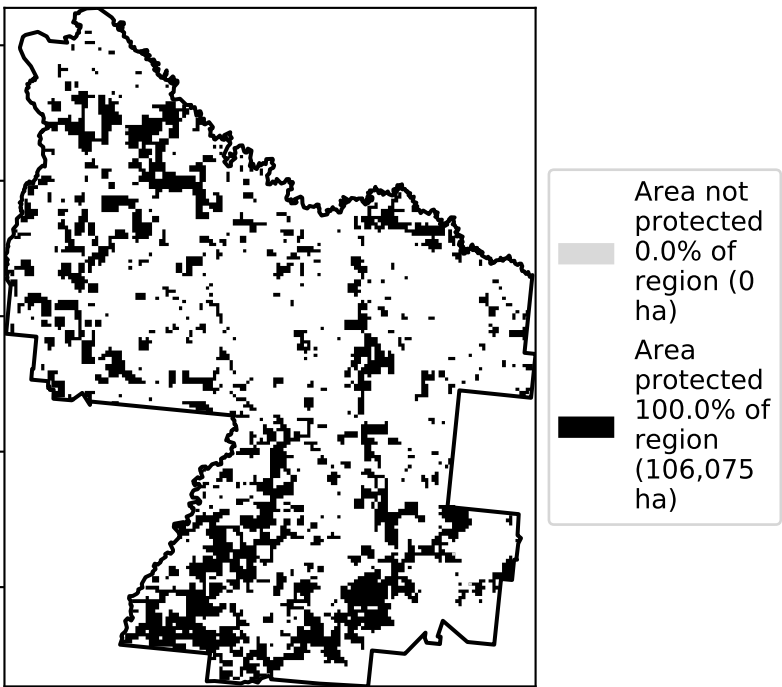 Area not
protected
0.0% of
region (0
ha)
Area
protected
100.0% of
region
(106,075
ha)